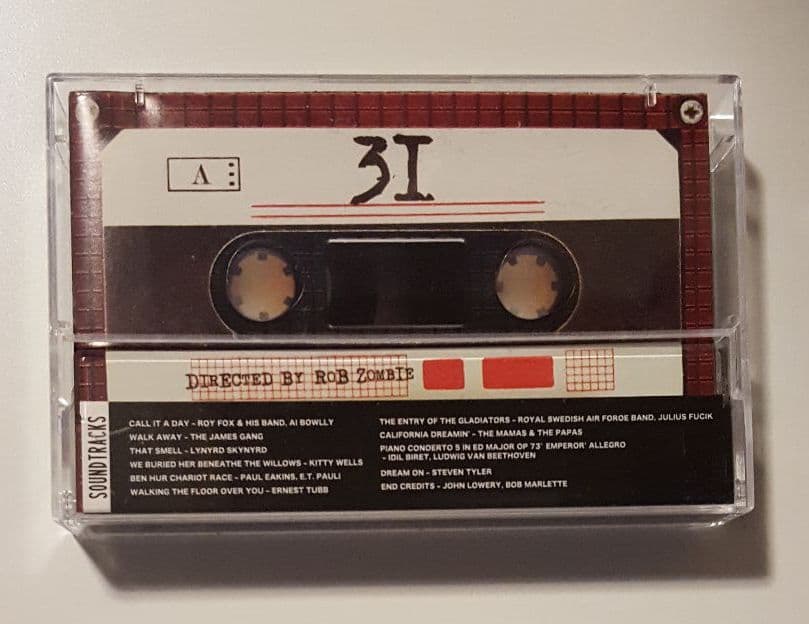 A
31
DIRECTED BY ROB ZOMBIE
SOUNDTRACKS
CALL IT A DAY - ROY FOX & HIS BAND, AI BOWLLY
WALK AWAY - THE JAMES GANG
THAT SMELL - LYNYRD SKYNYRD
WE BURIED HER BENEATHE THE WILLOWS - KITTY WELLS
BEN HUR CHARIOT RACE - PAUL EAKINS, E.T. PAULI
WALKING THE FLOOR OVER YOU - ERNEST TUBB
THE ENTRY OF THE GLADIATORS - ROYAL SWEDISH AIR FOROE BAND, JULIUS FUCIK
CALIFORNIA DREAMIN' - THE MAMAS & THE PAPAS
PIANO CONDERTO 5 IN ED MAJOR OP 73' EMPEROR' ALLEGRO
- IDIL BIRET, LUDWIG VAN BEETHOVEN
DREAM ON - STEVEN TYLER
END CREDITS - JOHN LOWERY, BOB MARLETTE